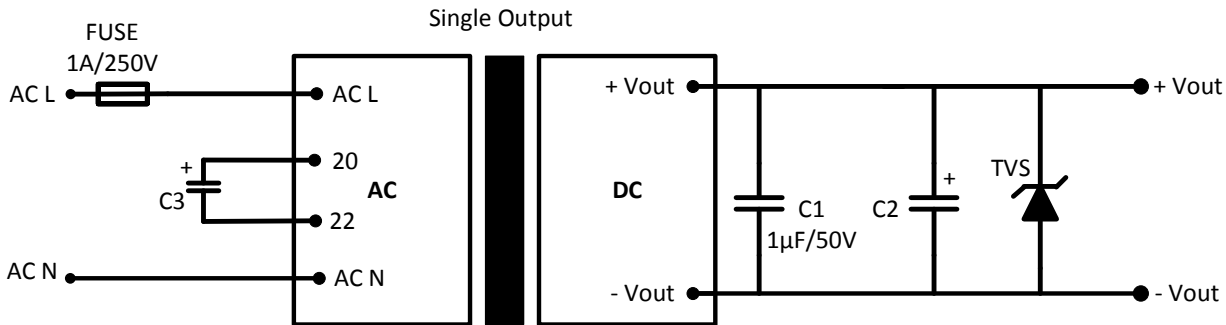 Single Output
FUSE
1A/250V
AC L
AC L
+ Vout
+ Vout
20
+
C3
22
AC
DC
C1
1µF/50V
C2
+
TVS
AC N
AC N
- Vout
- Vout